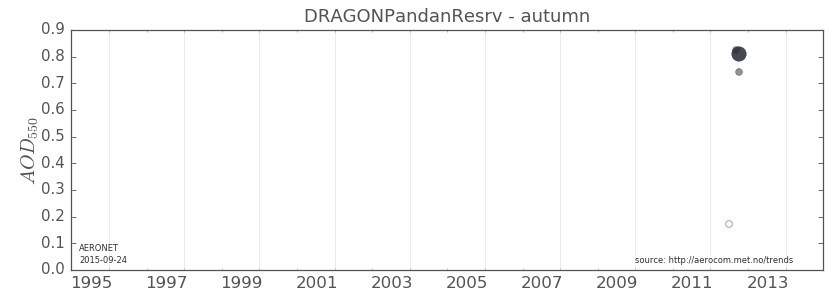 DRAGONPandanResrv - autumn
0.9
0.8
0.7
0.6
0.5
0.4
0.3
0.2
0.1
0.0
AOD550
AERONET
2015-09-24
source: http://aerocom.met.no/trends
1995 1997 1999 2001 2003 2005 2007 2009 2011 2013